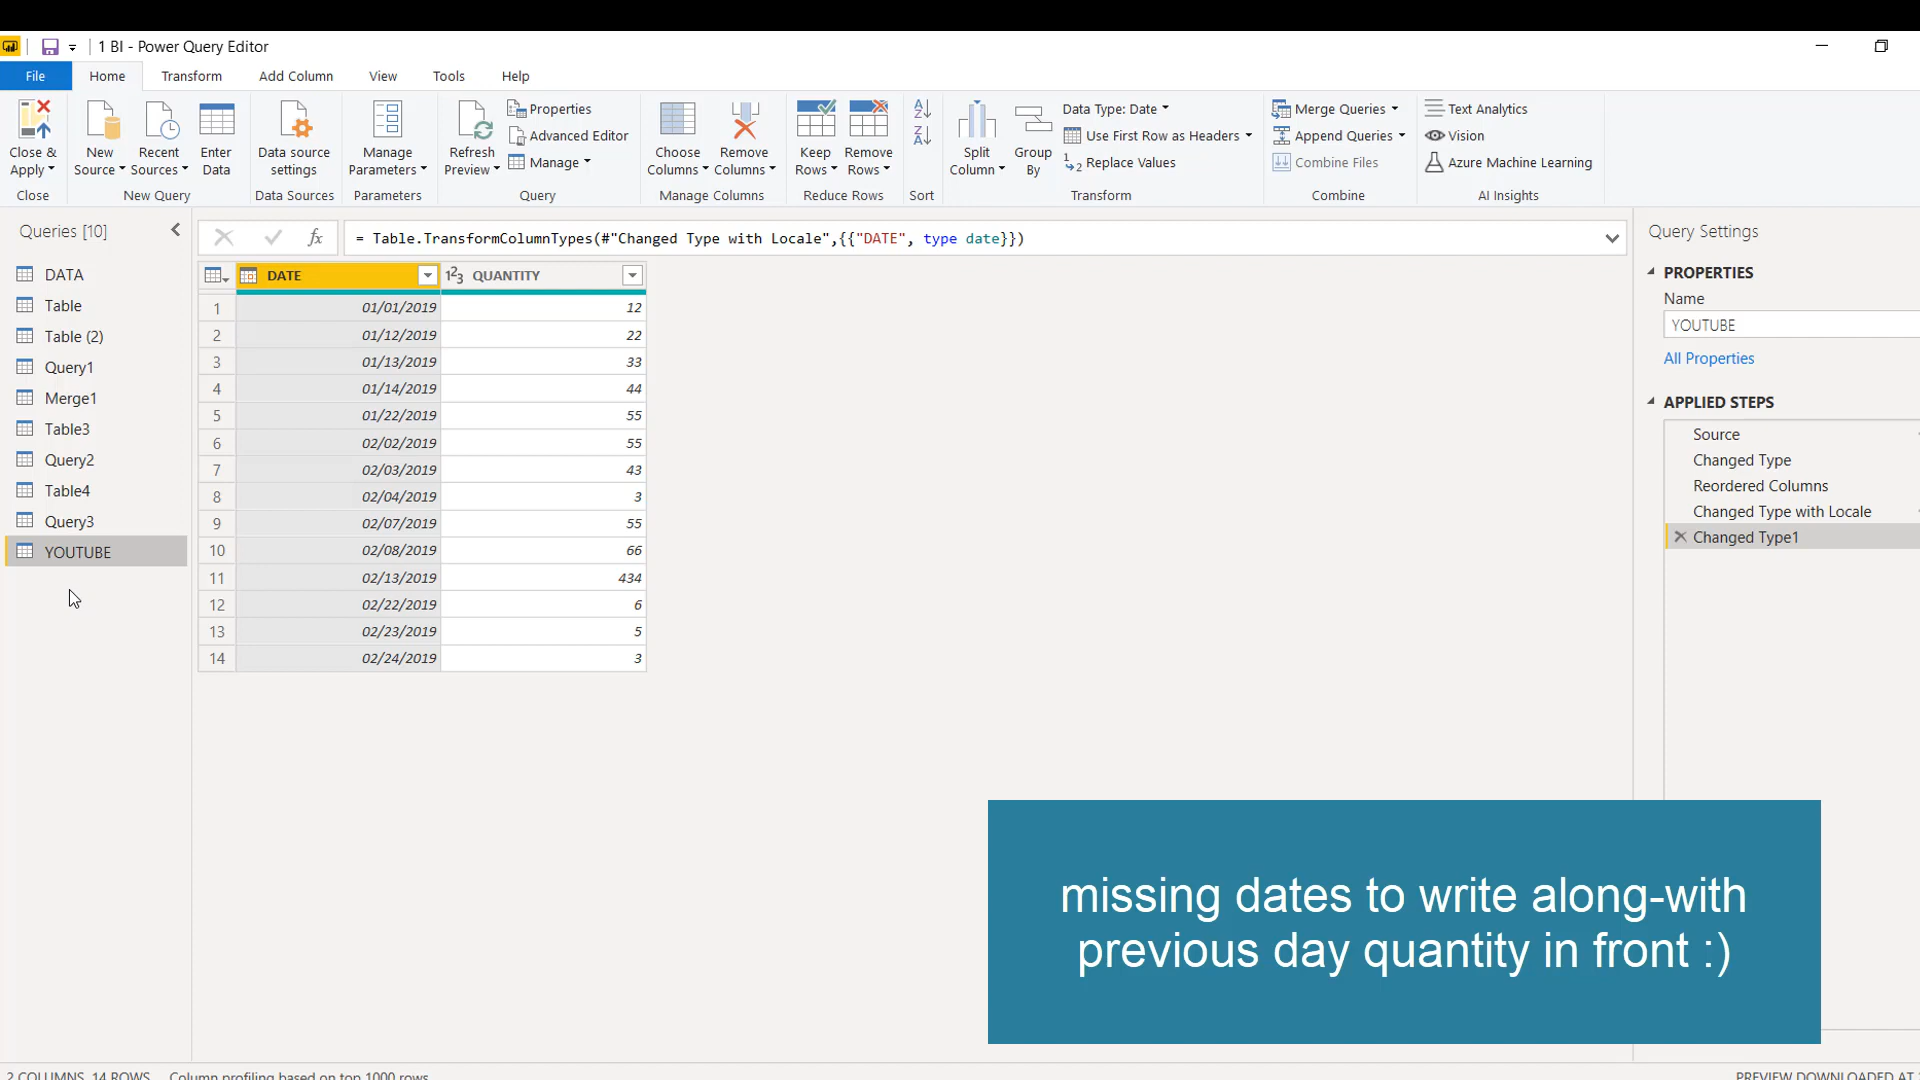 1 BI - Power Query Editor
File Home Transform Add Column View Tools Help
Close & Apply
Close
New Source
Recent Sources
Enter Data
New Query
Data source settings
Data Sources
Manage Parameters
Parameters
Refresh Preview
Properties
Advanced Editor
Manage
Query
Choose Columns
Remove Columns
Manage Columns
Keep Rows
Remove Rows
Reduce Rows
Sort
Split Column
Group By
Data Type: Date
Use First Row as Headers
Replace Values
Transform
Merge Queries
Append Queries
Combine Files
Combine
Text Analytics
Vision
Azure Machine Learning
AI Insights
Queries [10]
DATA
Table
Table (2)
Query1
Merge1
Table3
Query2
Table4
Query3
YOUTUBE
= Table.TransformColumnTypes(#"Changed Type with Locale",{{"DATE", type date}})
DATE QUANTITY
1 01/01/2019 12
2 01/12/2019 22
3 01/13/2019 33
4 01/14/2019 44
5 01/22/2019 55
6 02/02/2019 55
7 02/03/2019 43
8 02/04/2019 3
9 02/07/2019 55
10 02/08/2019 66
11 02/13/2019 434
12 02/22/2019 6
13 02/23/2019 5
14 02/24/2019 3
Query Settings
PROPERTIES
Name
YOUTUBE
All Properties
APPLIED STEPS
Source
Changed Type
Reordered Columns
Changed Type with Locale
Changed Type1
missing dates to write along-with
previous day quantity in front :)
2 COLUMNS, 14 ROWS Column profiling based on top 1000 rows
PREVIEW DOWNLOADED AT